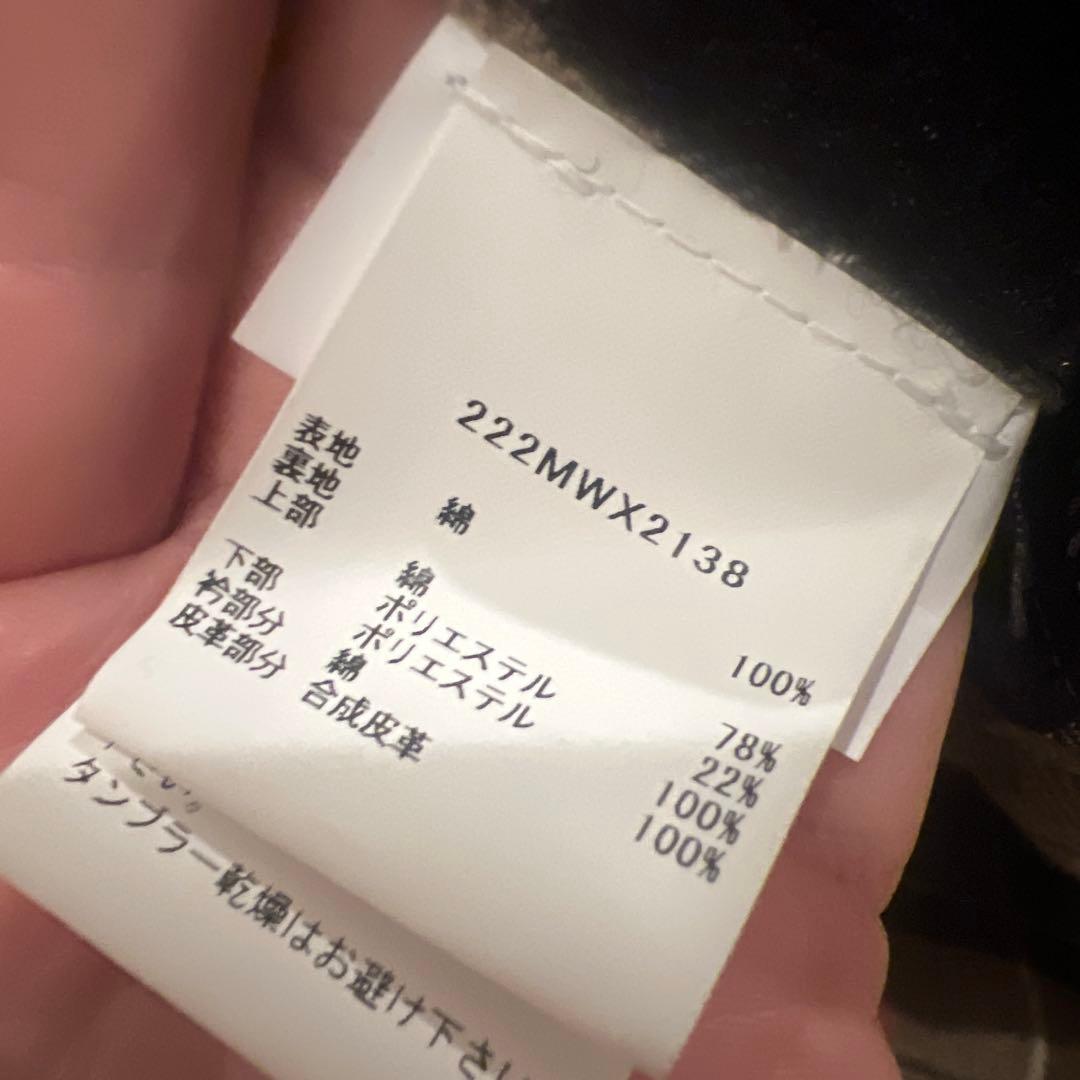 222MWX2138
表地 綿 100%
裏地
上部 綿 78%
ポリエステル 22%
下部 ポリエステル 100%
衿部分 綿 100%
皮革部分 合成皮革
タンブラー乾燥はお避け下さ